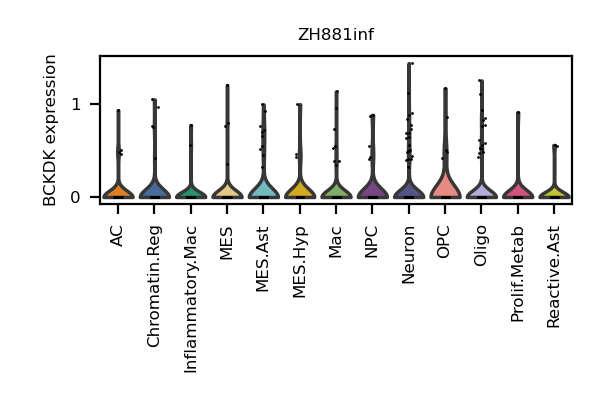 ZH881inf
BCKDK expression
1
0
AC
Chromatin.Reg
Inflammatory.Mac
MES
MES.Ast
MES.Hyp
Mac
NPC
Neuron
OPC
Oligo
Prolif.Metab
Reactive.Ast